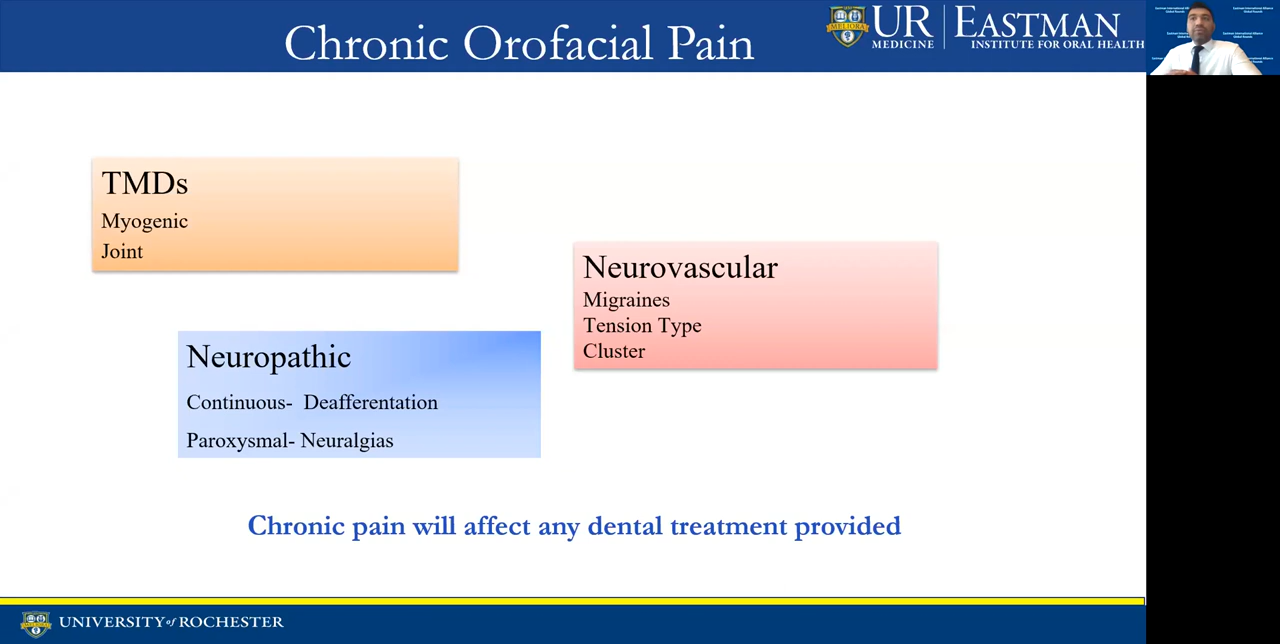 Chronic Orofacial Pain
MELIORA
UR
MEDICINE
EASTMAN
INSTITUTE FOR ORAL HEALTH
TMDs
Myogenic
Joint
Neurovascular
Migraines
Tension Type
Cluster
Neuropathic
Continuous- Deafferentation
Paroxysmal- Neuralgias
Chronic pain will affect any dental treatment provided
UNIVERSITY of ROCHESTER